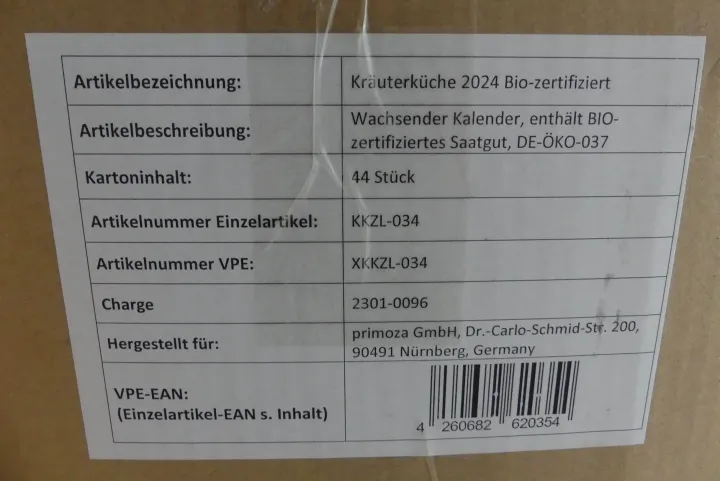 Artikelbezeichnung: Kräuterküche 2024 Bio-zertifiziert
Artikelbeschreibung: Wachsender Kalender, enthält BIO-
zertifiziertes Saatgut, DE-ÖKO-037
Kartoninhalt: 44 Stück
Artikelnummer Einzelartikel: KKZL-034
Artikelnummer VPE: XKKZL-034
Charge 2301-0096
Hergestellt für: primoza GmbH, Dr.-Carlo-Schmid-Str. 200,
90491 Nürnberg, Germany
VPE-EAN:
(Einzelartikel-EAN s. Inhalt)
4 260682 620354